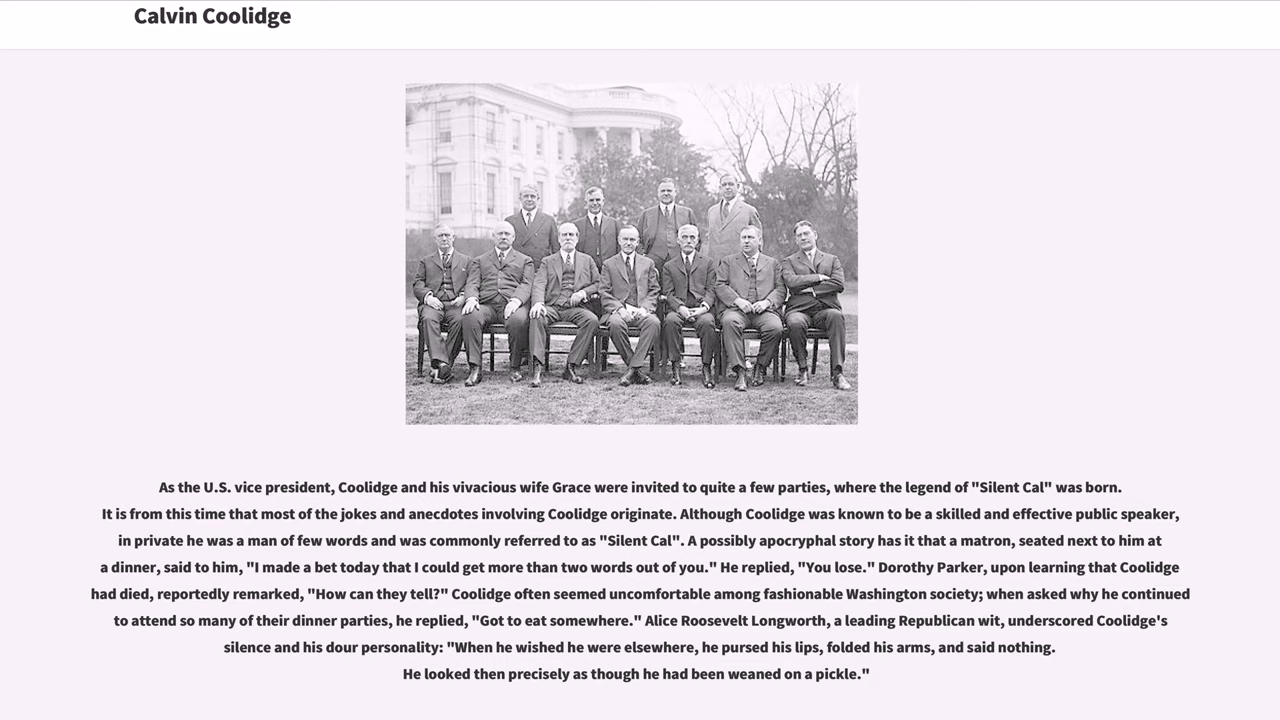 Calvin Coolidge
As the U.S. vice president, Coolidge and his vivacious wife Grace were invited to quite a few parties, where the legend of "Silent Cal" was born.
It is from this time that most of the jokes and anecdotes involving Coolidge originate. Although Coolidge was known to be a skilled and effective public speaker,
in private he was a man of few words and was commonly referred to as "Silent Cal". A possibly apocryphal story has it that a matron, seated next to him at
a dinner, said to him, "I made a bet today that I could get more than two words out of you." He replied, "You lose." Dorothy Parker, upon learning that Coolidge
had died, reportedly remarked, "How can they tell?" Coolidge often seemed uncomfortable among fashionable Washington society; when asked why he continued
to attend so many of their dinner parties, he replied, "Got to eat somewhere." Alice Roosevelt Longworth, a leading Republican wit, underscored Coolidge's
silence and his dour personality: "When he wished he were elsewhere, he pursed his lips, folded his arms, and said nothing.
He looked then precisely as though he had been weaned on a pickle."